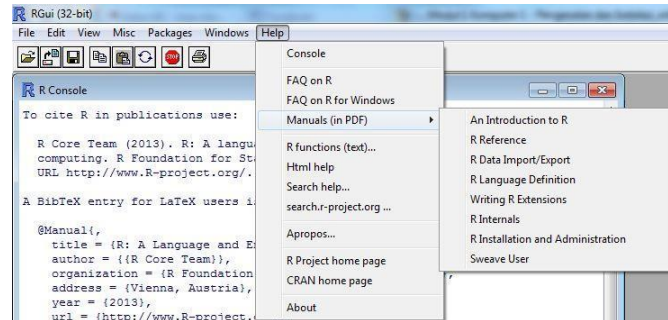 RGui (32-bit)
File Edit View Misc Packages Windows Help
R Console
To cite R in publications use:
R Core Team (2013). R: A langu
computing. R Foundation for St
URL http://www.R-project.org/.
A BibTeX entry for LaTeX users i
@Manual{,
title = {R: A Language and E
author = {{R Core Team}},
organization = {R Foundation
address = {Vienna, Austria},
year = {2013},
url = {http://www.R-project.
Console
FAQ on R
FAQ on R for Windows
Manuals (in PDF)
R functions (text)...
Html help
Search help...
search.r-project.org ...
Apropos...
R Project home page
CRAN home page
About
An Introduction to R
R Reference
R Data Import/Export
R Language Definition
Writing R Extensions
R Internals
R Installation and Administration
Sweave User